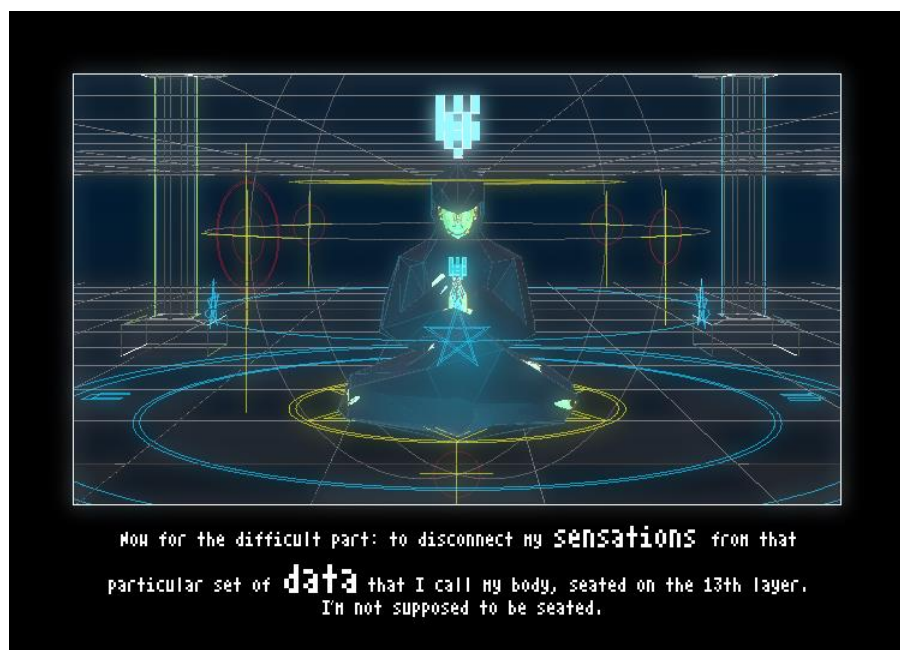 Now for the difficult part: to disconnect my sensations from that
particular set of data that I call my body, seated on the 13th layer.
I'm not supposed to be seated.